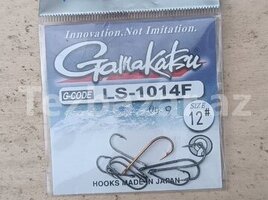 Innovation. Not Imitation.
Gamakatsu
G-CODE LS-1014F
SIZE
12#
HOOKS MADE IN JAPAN